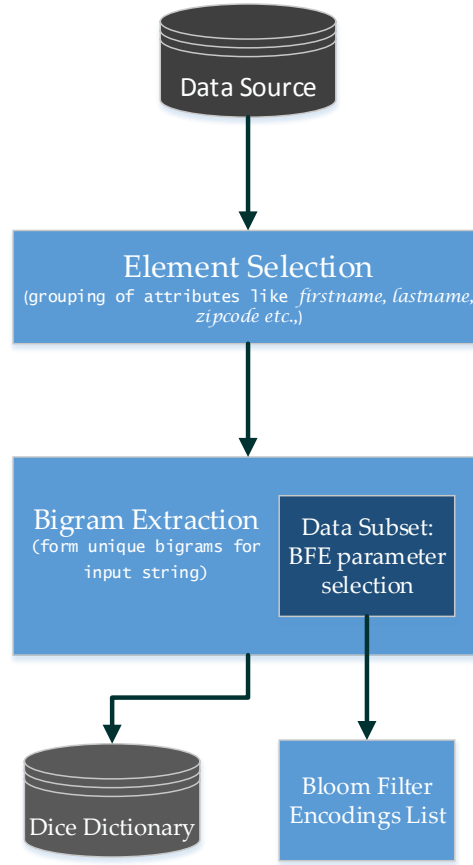 Data Source
Element Selection
(grouping of attributes like firstname, lastname,
zipcode etc.,)
Bigram Extraction
(form unique bigrams for
input string)
Data Subset:
BFE parameter
selection
Dice Dictionary
Bloom Filter
Encodings List